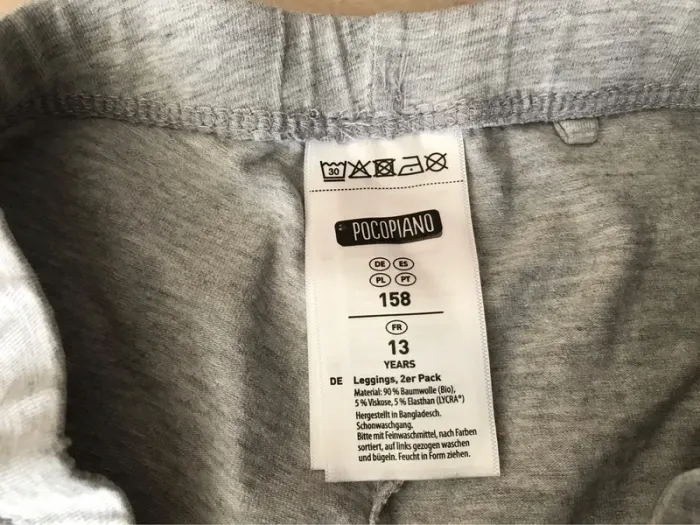 30
POCOPIANO
DE ES
PL PT
158
FR
13
YEARS
DE Leggings, 2er Pack
Material: 90 % Baumwolle (Bio),
5 % Viskose, 5 % Elasthan (LYCRA®)
Hergestellt in Bangladesch.
Schonwaschgang.
Bitte mit Feinwaschmittel, nach Farben
sortiert, auf links gezogen waschen
und bügeln. Feucht in Form ziehen.